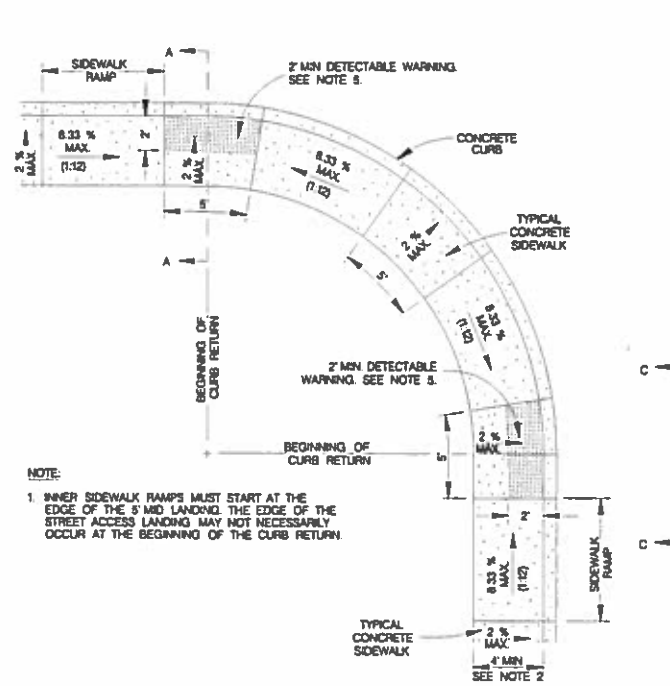 A
SIDEWALK
RAMP
2' MIN DETECTABLE WARNING.
SEE NOTE 5.
CONCRETE
CURB
2 %
MAX.
8.33 %
MAX.
(1:12)
2'
2 %
MAX.
8.33 %
MAX.
(1:12)
TYPICAL
CONCRETE
SIDEWALK
2 %
MAX.
5'
A
5'
8.33 %
MAX.
(1:12)
BEGINNING OF
CURB RETURN
2' MIN. DETECTABLE
WARNING. SEE NOTE 5.
C
2 %
MAX.
5'
BEGINNING OF
CURB RETURN
NOTE:
1. INNER SIDEWALK RAMPS MUST START AT THE
EDGE OF THE 5' MID LANDING. THE EDGE OF THE
STREET ACCESS LANDING MAY NOT NECESSARILY
OCCUR AT THE BEGINNING OF THE CURB RETURN.
2'
C
8.33 %
MAX.
(1:12)
SIDEWALK
RAMP
TYPICAL
CONCRETE
SIDEWALK
2 %
MAX.
4' MIN
SEE NOTE 2